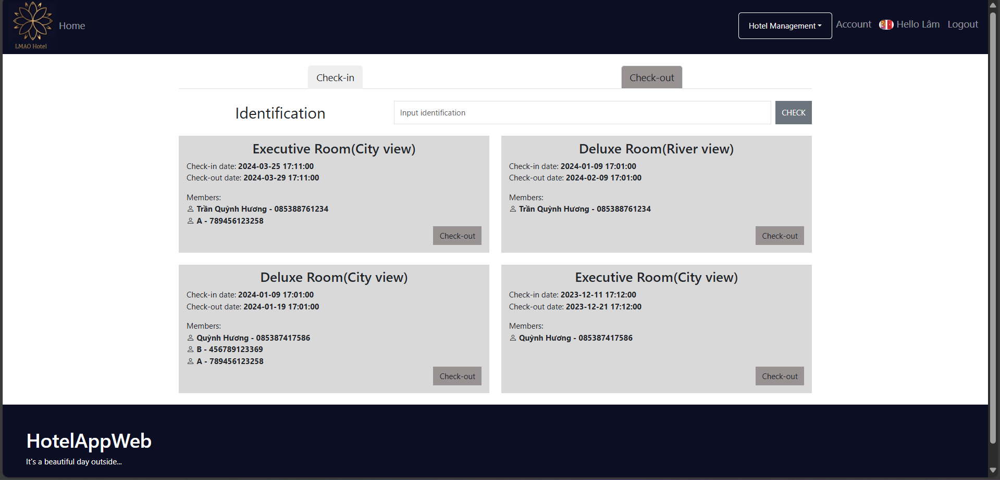 LMAO Hotel
Home
Hotel Management
Account
Hello Lâm
Logout
Check-in
Check-out
Identification
Input identification
CHECK
Executive Room(City view)
Check-in date: 2024-03-25 17:11:00
Check-out date: 2024-03-29 17:11:00
Members:
Trần Quỳnh Hương - 085388761234
A - 789456123258
Check-out
Deluxe Room(River view)
Check-in date: 2024-01-09 17:01:00
Check-out date: 2024-02-09 17:01:00
Members:
Trần Quỳnh Hương - 085388761234
Check-out
Deluxe Room(City view)
Check-in date: 2024-01-09 17:01:00
Check-out date: 2024-01-19 17:01:00
Members:
Quỳnh Hương - 085387417586
B - 456789123369
A - 789456123258
Check-out
Executive Room(City view)
Check-in date: 2023-12-11 17:12:00
Check-out date: 2023-12-21 17:12:00
Members:
Quỳnh Hương - 085387417586
Check-out
HotelAppWeb
It's a beautiful day outside...